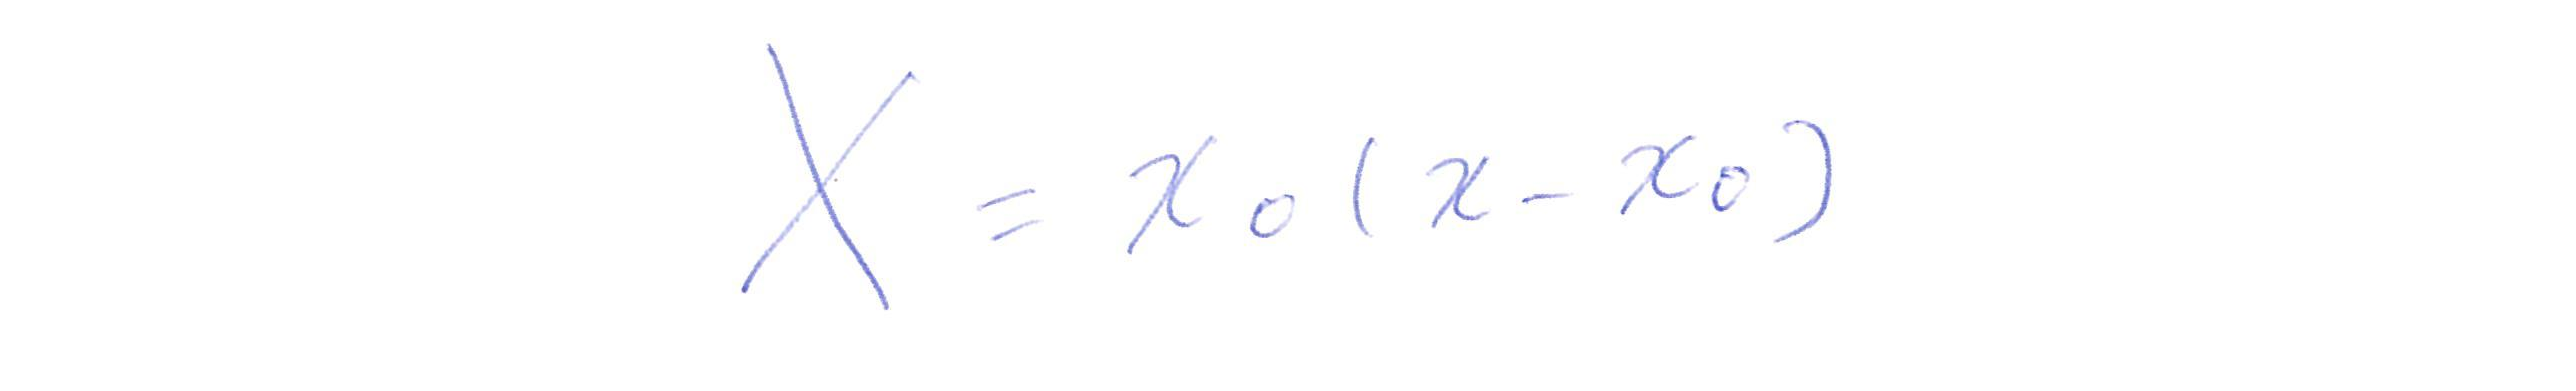 X = x₀(x - x₀)